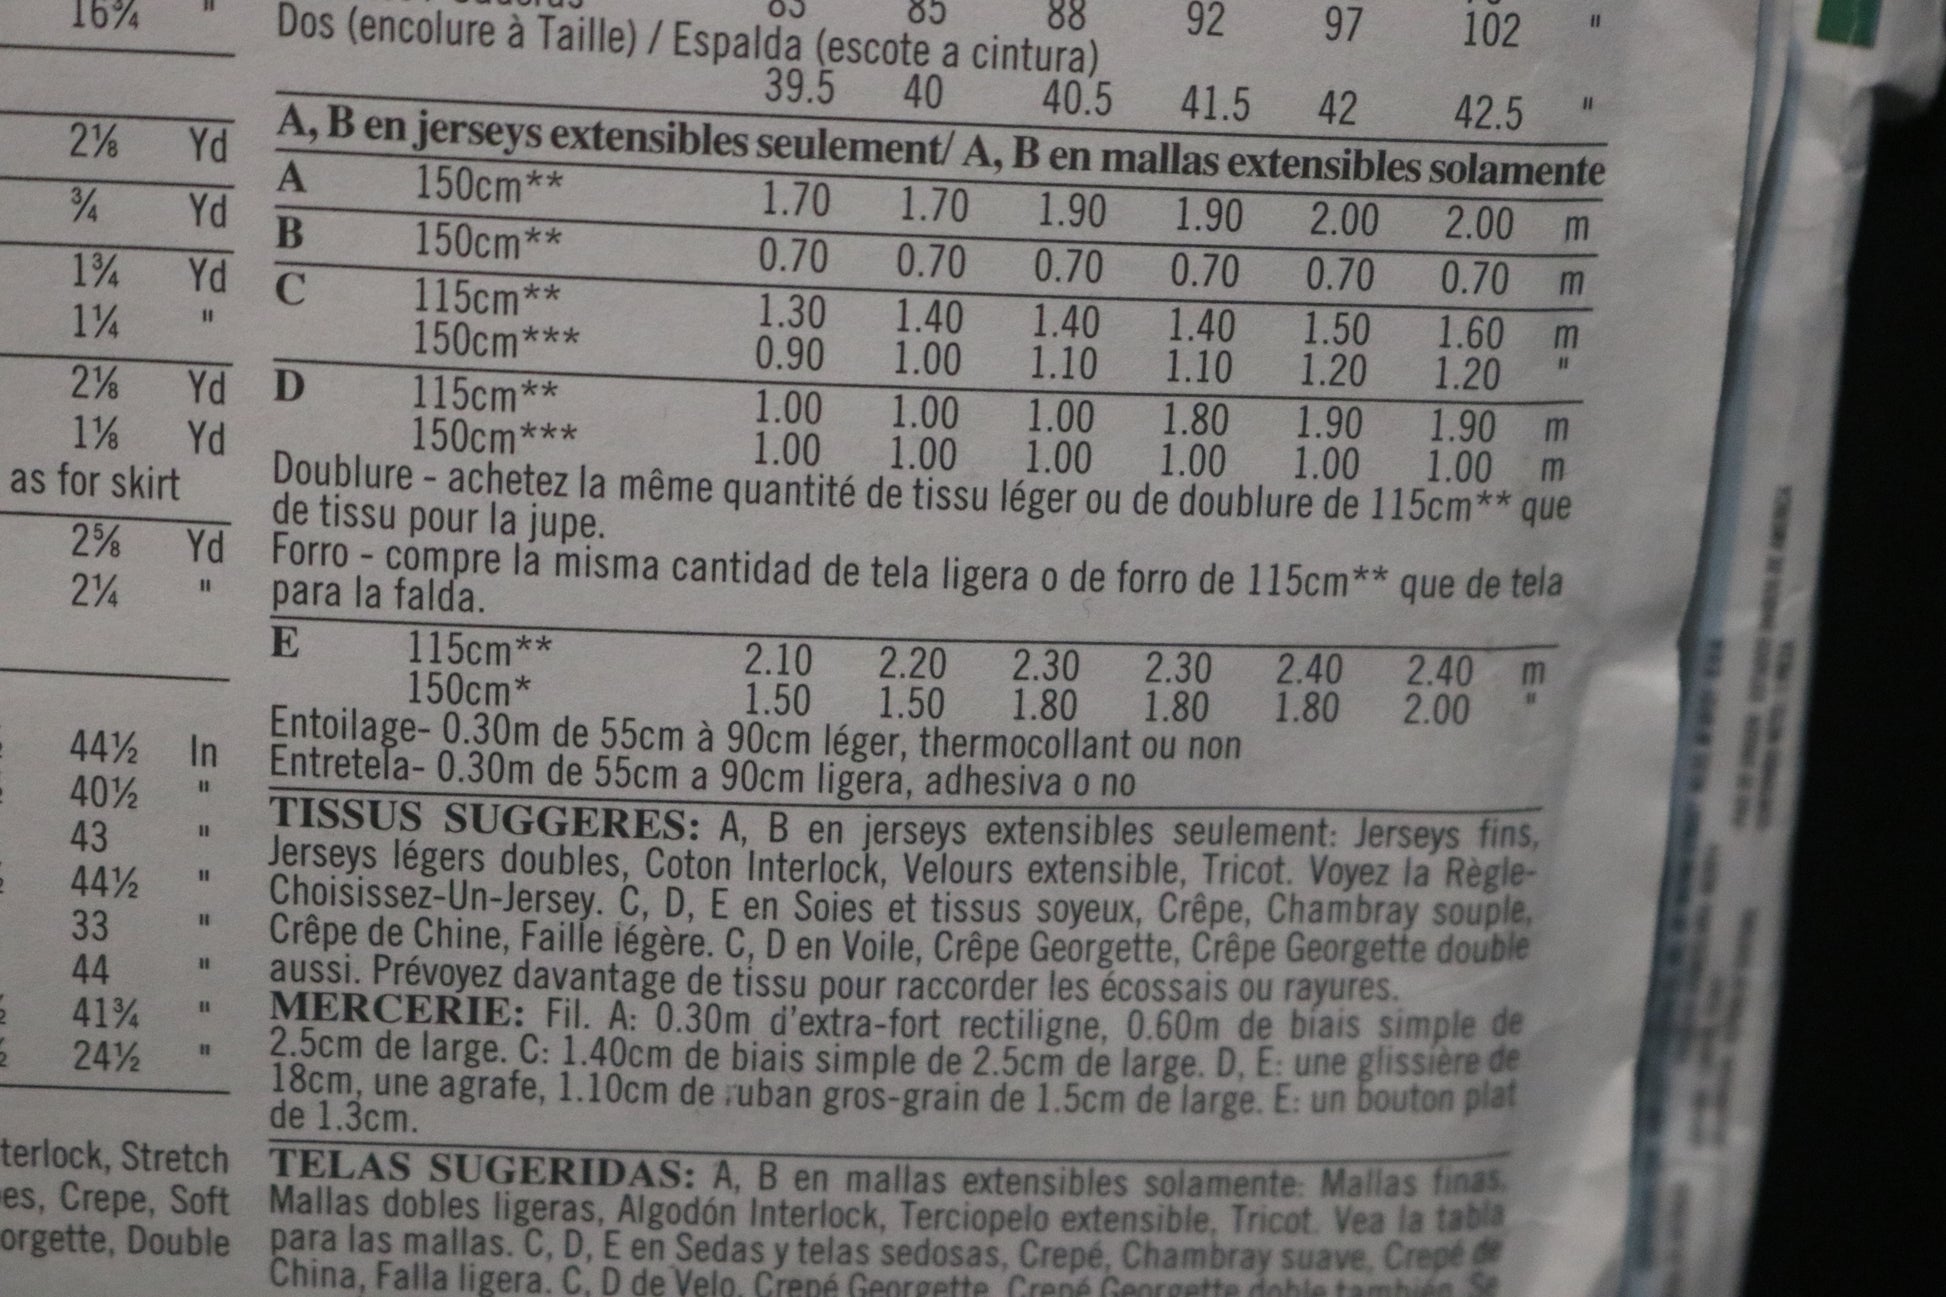 16¾ "
83 85 88 92 97 102 "
Dos (encolure à Taille) / Espalda (escote a cintura)
39.5 40 40.5 41.5 42 42.5 "
A, B en jerseys extensibles seulement/ A, B en mallas extensibles solamente
A 150cm** 1.70 1.70 1.90 1.90 2.00 2.00 m
B 150cm** 0.70 0.70 0.70 0.70 0.70 0.70 m
C 115cm** 1.30 1.40 1.40 1.40 1.50 1.60 m
150cm*** 0.90 1.00 1.10 1.10 1.20 1.20 "
D 115cm** 1.00 1.00 1.00 1.80 1.90 1.90 m
150cm*** 1.00 1.00 1.00 1.00 1.00 1.00 m
Doublure - achetez la même quantité de tissu léger ou de doublure de 115cm** que
de tissu pour la jupe.
Forro - compre la misma cantidad de tela ligera o de forro de 115cm** que de tela
para la falda.
E 115cm** 2.10 2.20 2.30 2.30 2.40 2.40 m
150cm* 1.50 1.50 1.80 1.80 1.80 2.00 "
Entoilage- 0.30m de 55cm à 90cm léger, thermocollant ou non
Entretela- 0.30m de 55cm a 90cm ligera, adhesiva o no
TISSUS SUGGERES: A, B en jerseys extensibles seulement: Jerseys fins,
Jerseys légers doubles, Coton Interlock, Velours extensible, Tricot. Voyez la Règle-
Choisissez-Un-Jersey. C, D, E en Soies et tissus soyeux, Crêpe, Chambray souple,
Crêpe de Chine, Faille légère. C, D en Voile, Crêpe Georgette, Crêpe Georgette double
aussi. Prévoyez davantage de tissu pour raccorder les écossais ou rayures.
MERCERIE: Fil. A: 0.30m d'extra-fort rectiligne, 0.60m de biais simple de
2.5cm de large. C: 1.40cm de biais simple de 2.5cm de large. D, E: une glissière de
18cm, une agrafe, 1.10cm de ruban gros-grain de 1.5cm de large. E: un bouton plat
de 1.3cm.
TELAS SUGERIDAS: A, B en mallas extensibles solamente: Mallas finas,
Mallas dobles ligeras, Algodón Interlock, Terciopelo extensible, Tricot. Vea la tabla
para las mallas. C, D, E en Sedas y telas sedosas, Crepé, Chambray suave, Crepé de
China, Falla ligera. C, D de Velo, Crepé Georgette, Crepé Georgette doble también. Se
2⅛ Yd
¾ Yd
1¾ Yd
1¼ "
2⅛ Yd
1⅛ Yd
as for skirt
2⅝ Yd
2¼ "
44½ In
40½ "
43 "
44½ "
33 "
44 "
41¾ "
24½ "
terlock, Stretch
es, Crepe, Soft
orgette, Double